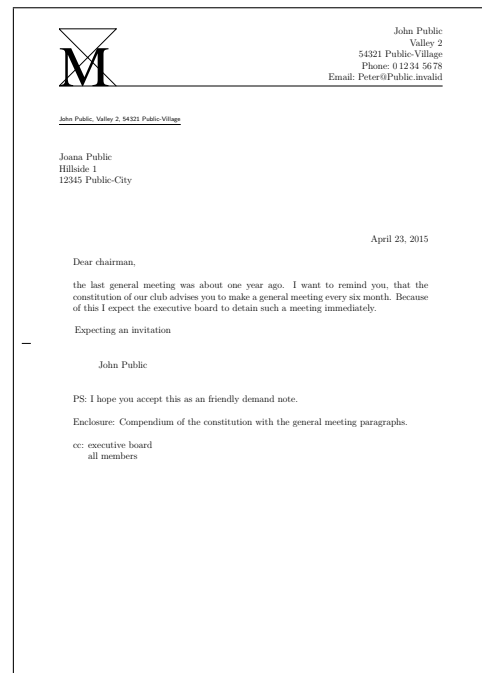 M
John Public
Valley 2
54321 Public-Village
Phone: 0 12 34 56 78
Email: Peter@Public.invalid
John Public, Valley 2, 54321 Public-Village
Joana Public
Hillside 1
12345 Public-City
April 23, 2015
Dear chairman,
the last general meeting was about one year ago. I want to remind you, that the
constitution of our club advises you to make a general meeting every six month. Because
of this I expect the executive board to detain such a meeting immediately.
Expecting an invitation
John Public
PS: I hope you accept this as an friendly demand note.
Enclosure: Compendium of the constitution with the general meeting paragraphs.
cc: executive board
all members